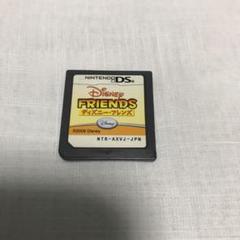 NINTENDO DS
Disney
FRIENDS
ディズニー・フレンズ
Disney
©2008 Disney
NTR-AXVJ-JPN